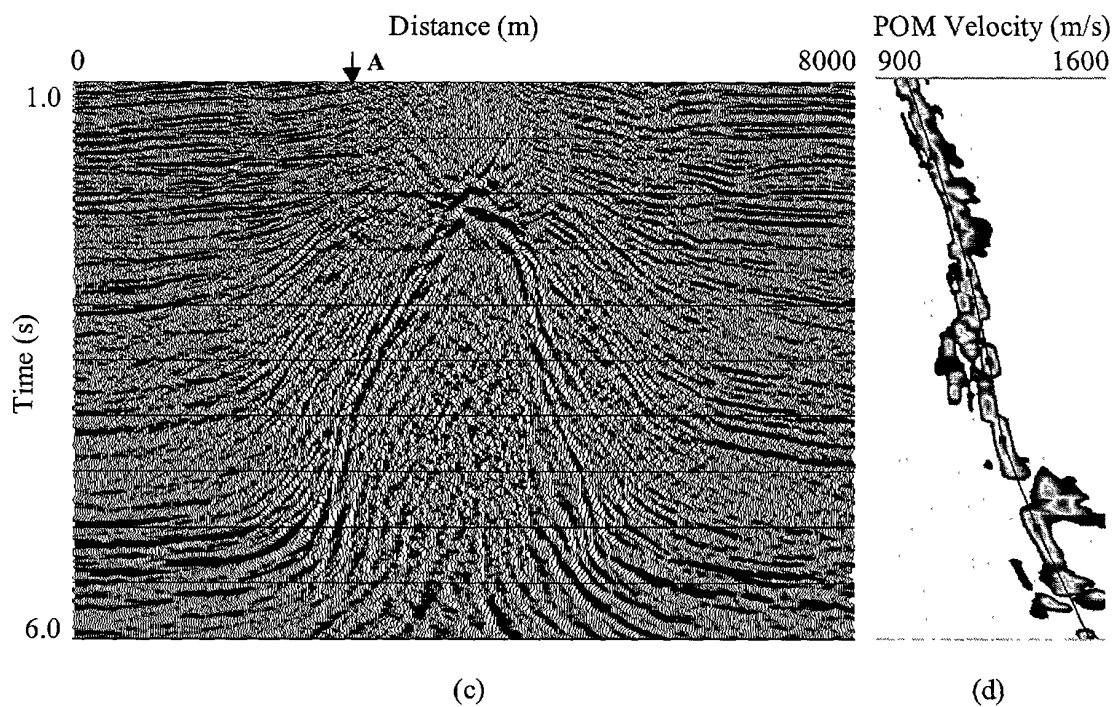 Distance (m)
0
A
8000
1.0
Time (s)
6.0
(c)
POM Velocity (m/s)
900
1600
(d)